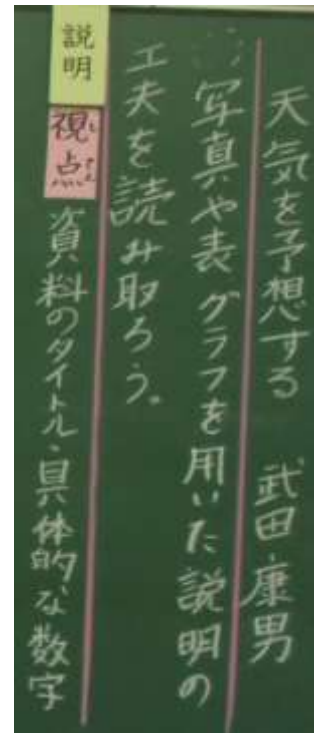 天気を予想する 武田康男
写真や表 グラフを用いた説明の
工夫を読み取ろう。
説明
視点 資料のタイトル・具体的な数字